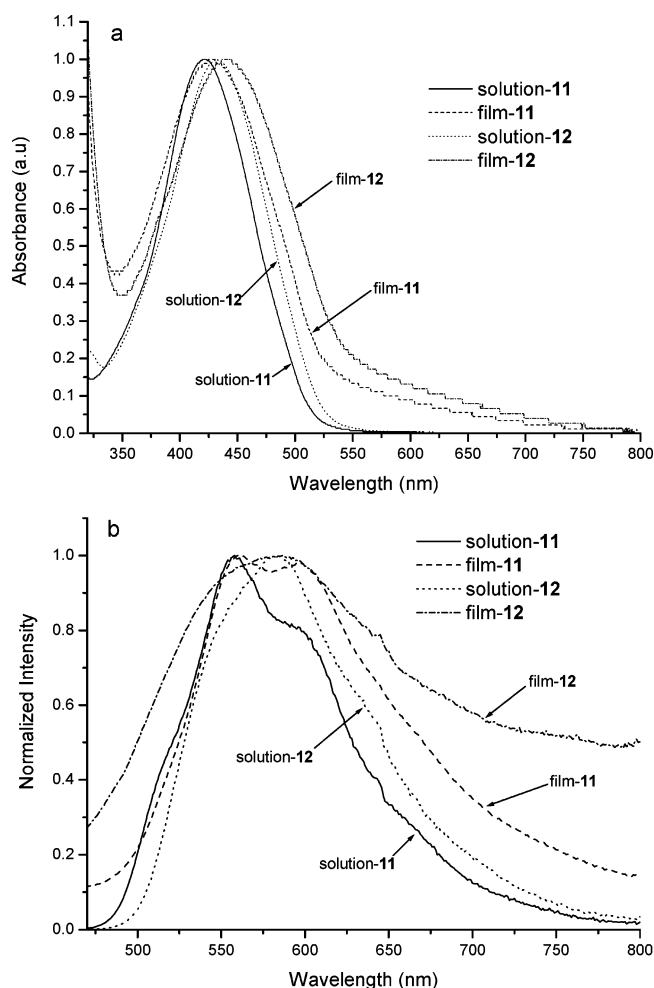 a
1.1
1.0
0.9
0.8
0.7
0.6
0.5
0.4
0.3
0.2
0.1
0.0
Absorbance (a.u)
solution-11
film-11
solution-12
film-12
film-12
film-11
solution-12
solution-11
350 400 450 500 550 600 650 700 750 800
Wavelength (nm)
b
1.0
0.8
0.6
0.4
0.2
0.0
Normalized Intensity
solution-11
film-11
solution-12
film-12
film-12
solution-12
film-11
solution-11
500 550 600 650 700 750 800
Wavelength (nm)